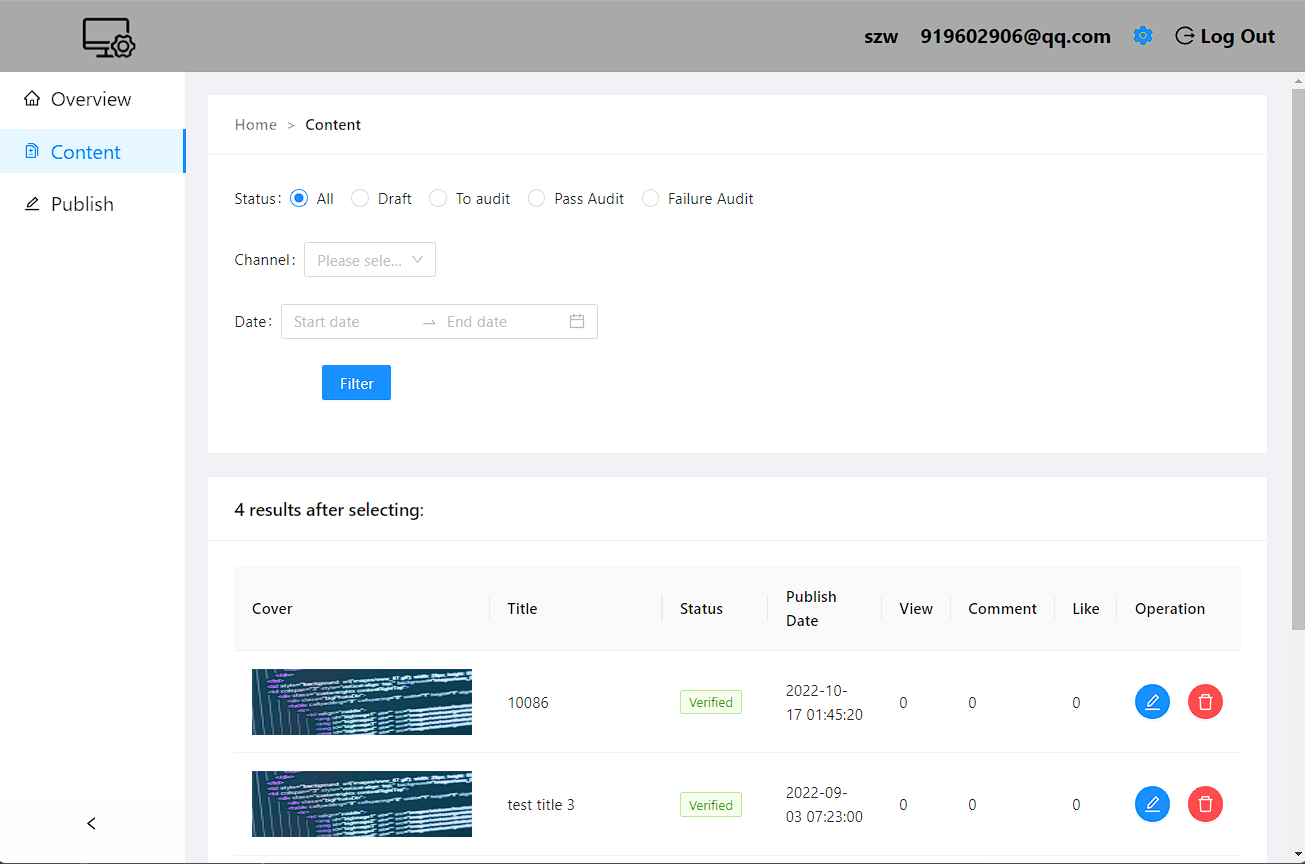 szw 919602906@qq.com Log Out
Overview
Content
Publish
Home > Content
Status: All Draft To audit Pass Audit Failure Audit
Channel: Please sele...
Date: Start date End date
Filter
4 results after selecting:
Cover Title Status Publish Date View Comment Like Operation
10086 Verified 2022-10-
17 01:45:20 0 0 0
test title 3 Verified 2022-09-
03 07:23:00 0 0 0